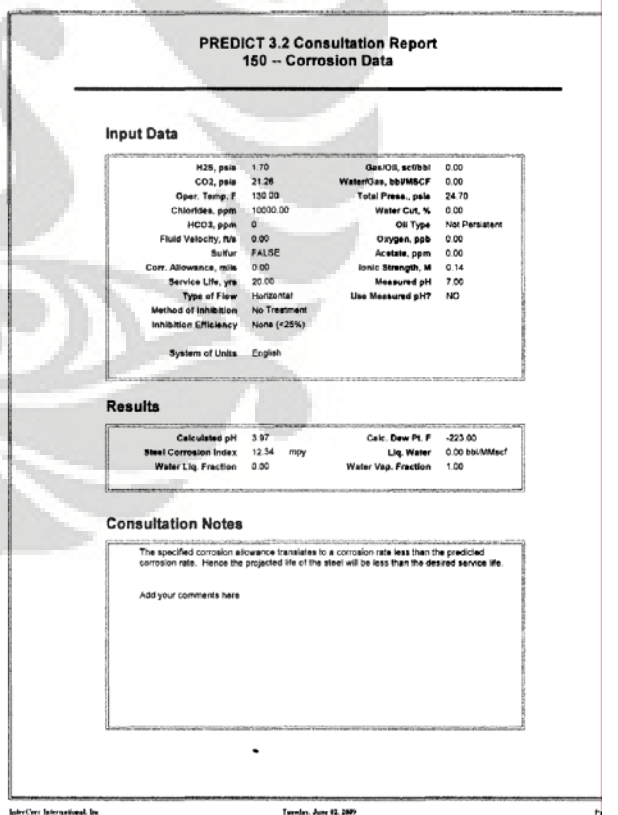 PREDICT 3.2 Consultation Report
150 -- Corrosion Data
Input Data
H2S, psia 1.70 Gas/Oil, scf/bbl 0.00
CO2, psia 21.26 Water/Gas, bbl/MSCF 0.00
Oper. Temp. F 130.00 Total Press., psia 24.70
Chlorides, ppm 10000.00 Water Cut, % 0.00
HCO3, ppm 0 Oil Type Not Persistent
Fluid Velocity, ft/s 0.00 Oxygen, ppb 0.00
Sulfur FALSE Acetate, ppm 0.00
Corr. Allowance, mils 0.00 Ionic Strength, M 0.14
Service Life, yrs 20.00 Measured pH 7.00
Type of Flow Horizontal Use Measured pH? NO
Method of Inhibition No Treatment
Inhibition Efficiency None (<25%)
System of Units English
Results
Calculated pH 3.97 Calc. Dew Pt. F -223.00
Steel Corrosion Index 12.34 mpy Liq. Water 0.00 bbl/MMscf
Water Liq. Fraction 0.00 Water Vap. Fraction 1.00
Consultation Notes
The specified corrosion allowance translates to a corrosion rate less than the predicted
corrosion rate. Hence the projected life of the steel will be less than the desired service life.
Add your comments here
InterCorr International, Inc Tuesday, June 02, 2009